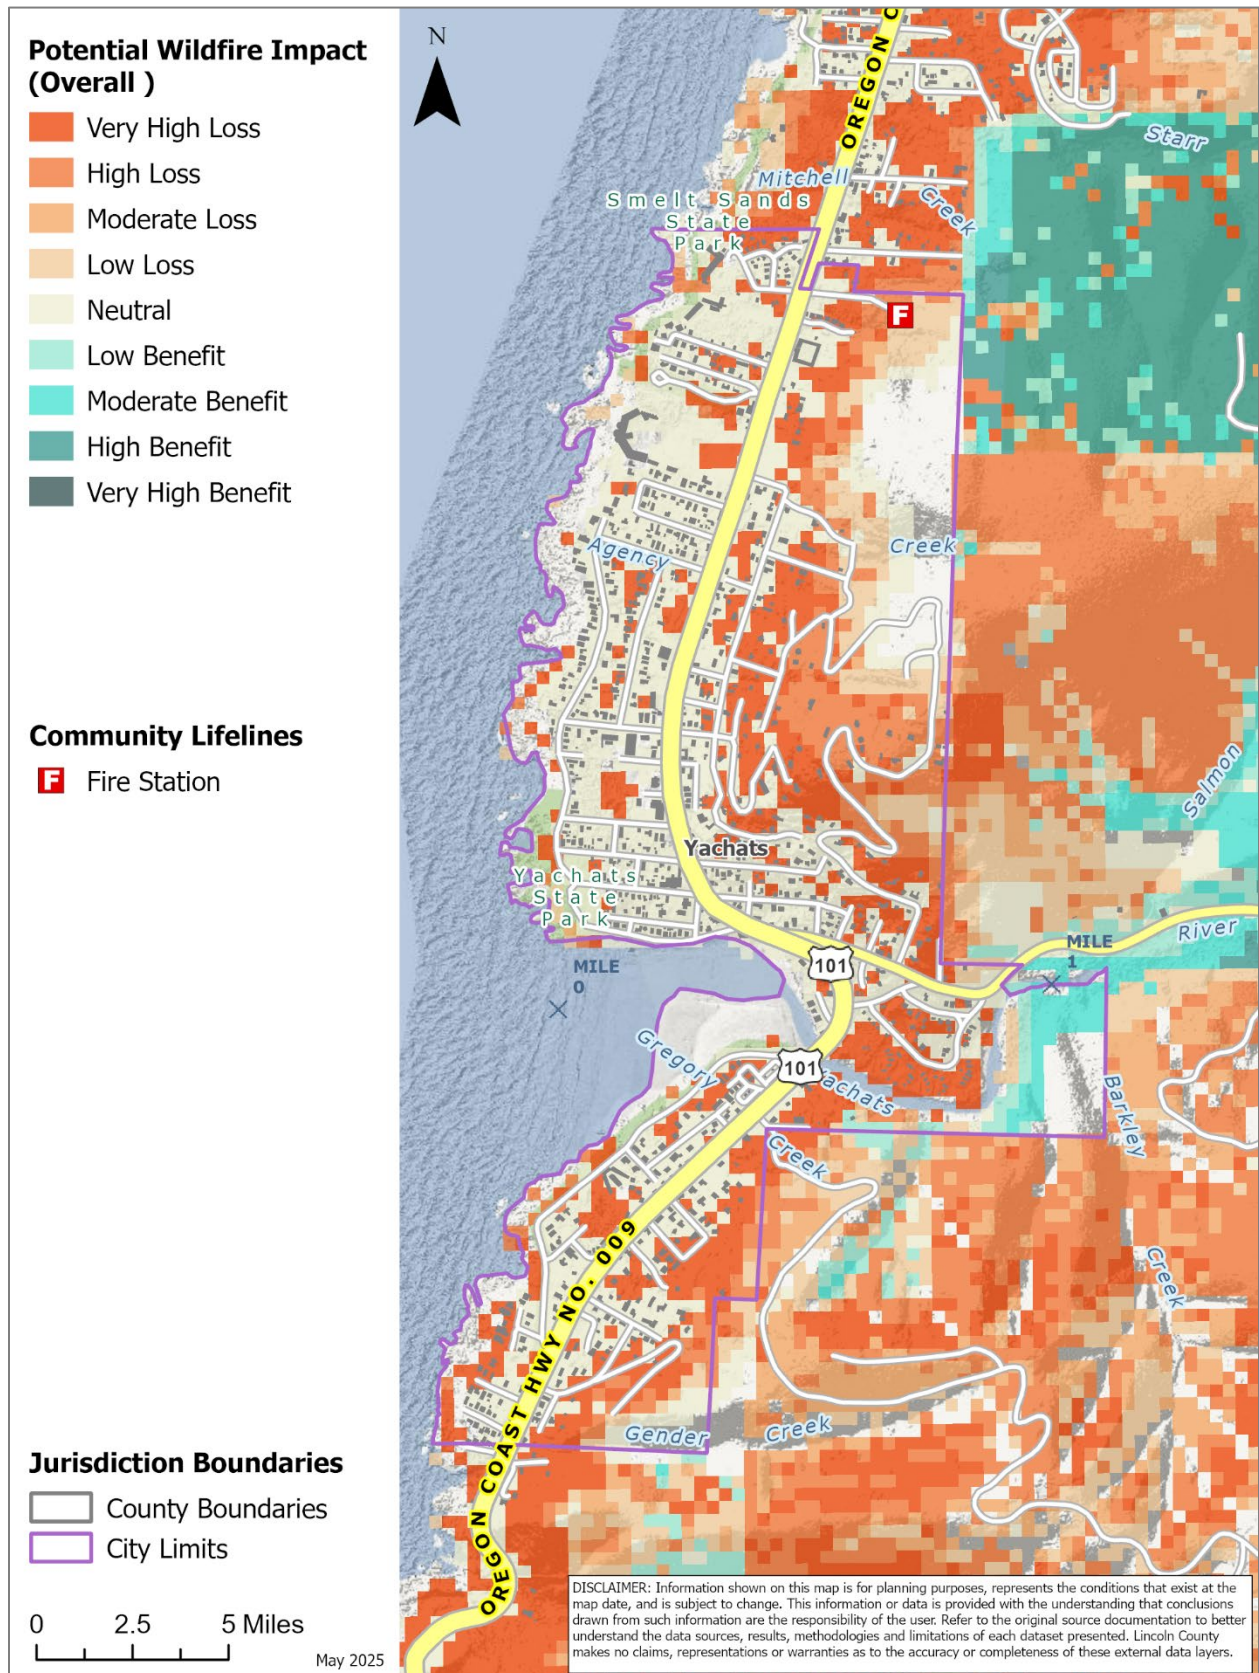 Potential Wildfire Impact
(Overall )
Very High Loss
High Loss
Moderate Loss
Low Loss
Neutral
Low Benefit
Moderate Benefit
High Benefit
Very High Benefit
Community Lifelines
F Fire Station
Jurisdiction Boundaries
County Boundaries
City Limits
0 2.5 5 Miles
May 2025
N
OREGON C
Starr
Mitchell
Creek
Smelt Sands
State
Park
F
Agency
Creek
Salmon
Yachats
Yachats
State
Park
River
MILE
1
MILE
0
101
Gregory
101
Yachats
Barkley
Creek
Creek
OREGON COAST HWY NO. 009
Gender
Creek
DISCLAIMER: Information shown on this map is for planning purposes, represents the conditions that exist at the
map date, and is subject to change. This information or data is provided with the understanding that conclusions
drawn from such information are the responsibility of the user. Refer to the original source documentation to better
understand the data sources, results, methodologies and limitations of each dataset presented. Lincoln County
makes no claims, representations or warranties as to the accuracy or completeness of these external data layers.